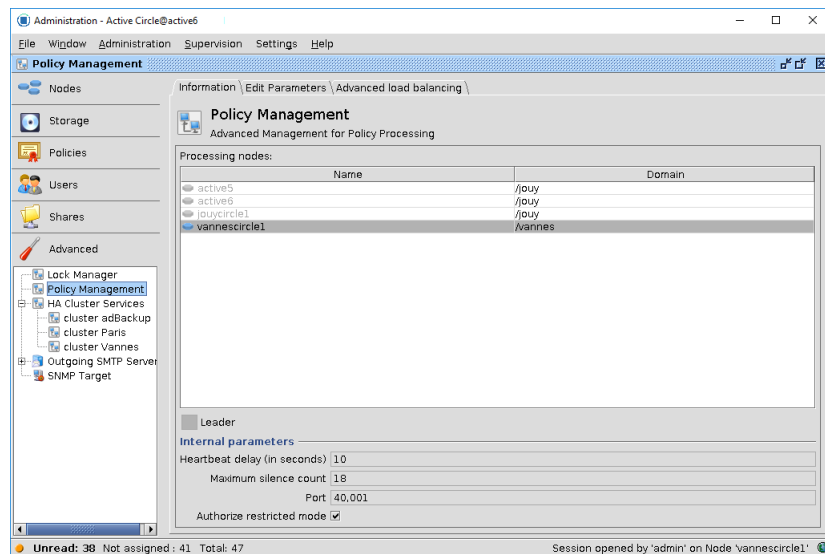 Administration - Active Circle@active6
File Window Administration Supervision Settings Help
Policy Management
Nodes
Storage
Policies
Users
Shares
Advanced
Lock Manager
Policy Management
HA Cluster Services
cluster adBackup
cluster Paris
cluster Vannes
Outgoing SMTP Server
SNMP Target
Information Edit Parameters Advanced load balancing
Policy Management
Advanced Management for Policy Processing
Processing nodes:
Name Domain
active5 /jouy
active6 /jouy
jouycircle1 /jouy
vannescircle1 /vannes
Leader
Internal parameters
Heartbeat delay (in seconds) 10
Maximum silence count 18
Port 40,001
Authorize restricted mode
Unread: 38 Not assigned : 41 Total: 47 Session opened by 'admin' on Node 'vannescircle1'